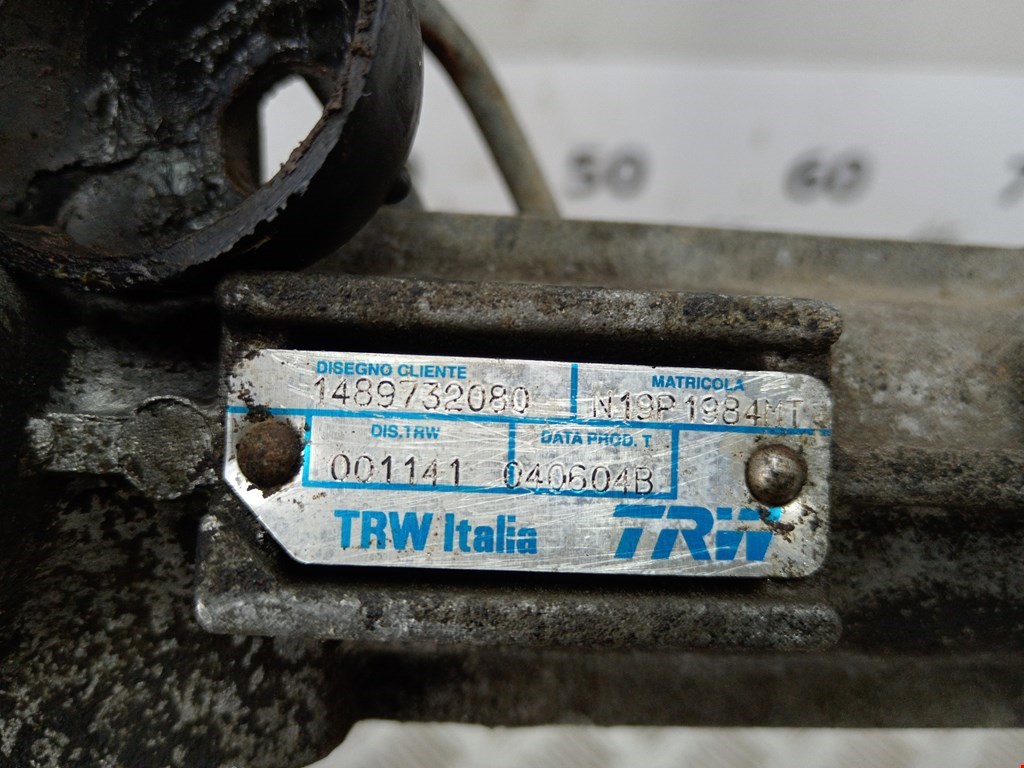 50 60
DISEGNO CLIENTE MATRICOLA
1489732080 N19P1984MT
DIS.TRW DATA PROD. T
001141 040604B
TRW Italia TRW